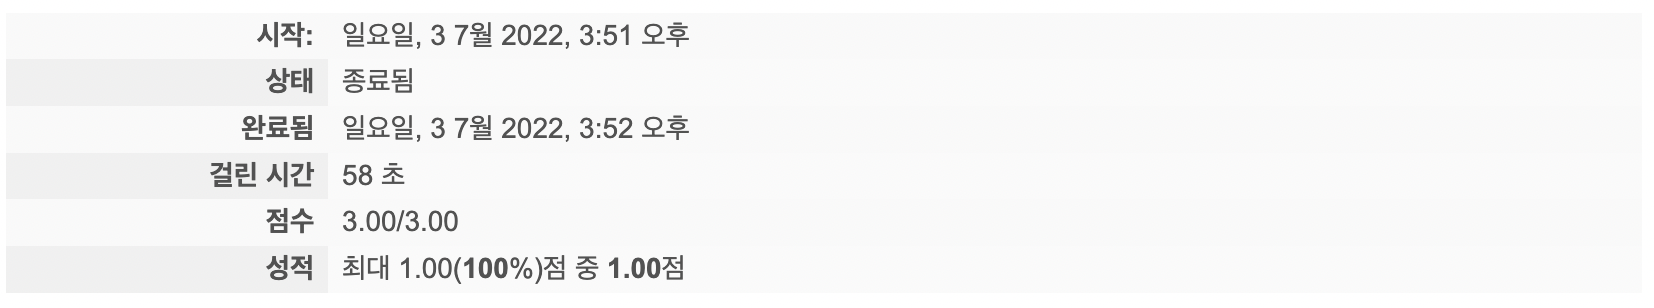 시작: 일요일, 3 7월 2022, 3:51 오후
상태 종료됨
완료됨 일요일, 3 7월 2022, 3:52 오후
걸린 시간 58 초
점수 3.00/3.00
성적 최대 1.00(100%)점 중 1.00점